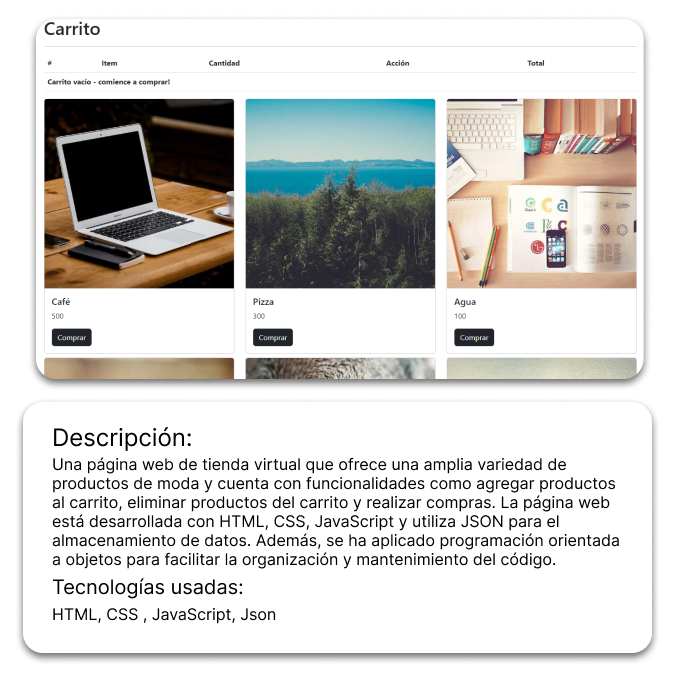 Carrito
# Item Cantidad Acción Total
Carrito vacío - comience a comprar!
Café
500
Comprar
Pizza
300
Comprar
Agua
100
Comprar
Descripción:
Una página web de tienda virtual que ofrece una amplia variedad de
productos de moda y cuenta con funcionalidades como agregar productos
al carrito, eliminar productos del carrito y realizar compras. La página web
está desarrollada con HTML, CSS, JavaScript y utiliza JSON para el
almacenamiento de datos. Además, se ha aplicado programación orientada
a objetos para facilitar la organización y mantenimiento del código.
Tecnologías usadas:
HTML, CSS , JavaScript, Json